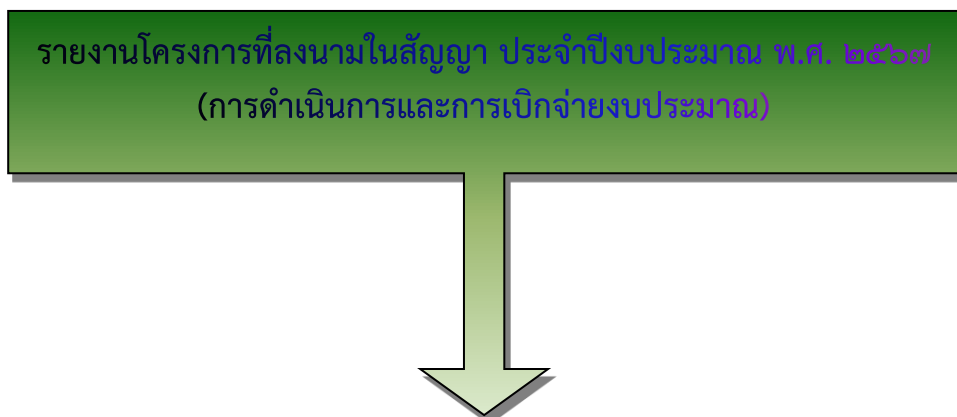 รายงานโครงการที่ลงนามในสัญญา ประจำปีงบประมาณ พ.ศ. ๒๕๖๗
(การดำเนินการและการเบิกจ่ายงบประมาณ)